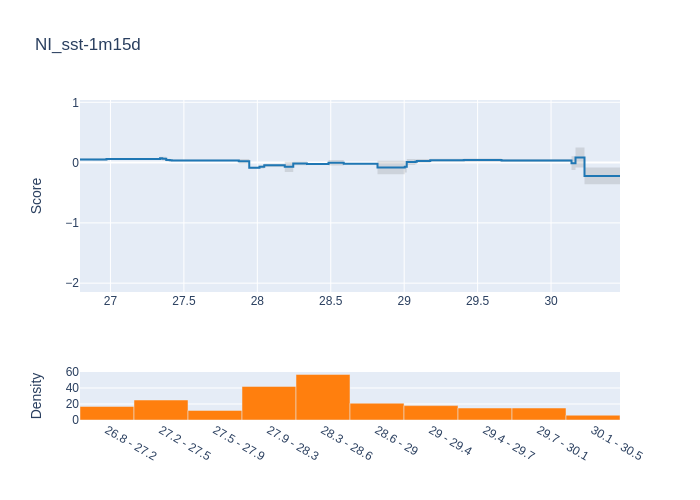 NI_sst-1m15d
Score
1
0
−1
−2
27
27.5
28
28.5
29
29.5
30
Density
60
40
20
0
26.8 - 27.2
27.2 - 27.5
27.5 - 27.9
27.9 - 28.3
28.3 - 28.6
28.6 - 29
29 - 29.4
29.4 - 29.7
29.7 - 30.1
30.1 - 30.5